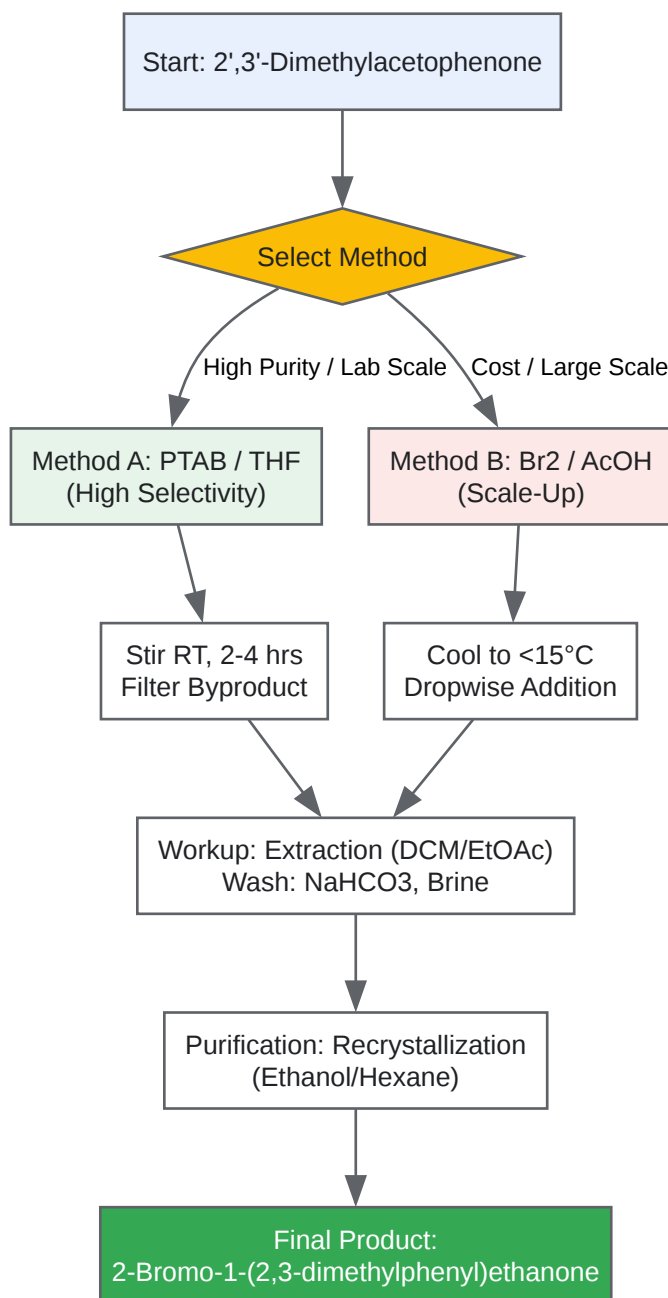 Start: 2',3'-Dimethylacetophenone
Select Method
High Purity / Lab Scale
Cost / Large Scale
Method A: PTAB / THF
(High Selectivity)
Method B: Br2 / AcOH
(Scale-Up)
Stir RT, 2-4 hrs
Filter Byproduct
Cool to <15°C
Dropwise Addition
Workup: Extraction (DCM/EtOAc)
Wash: NaHCO3, Brine
Purification: Recrystallization
(Ethanol/Hexane)
Final Product:
2-Bromo-1-(2,3-dimethylphenyl)ethanone